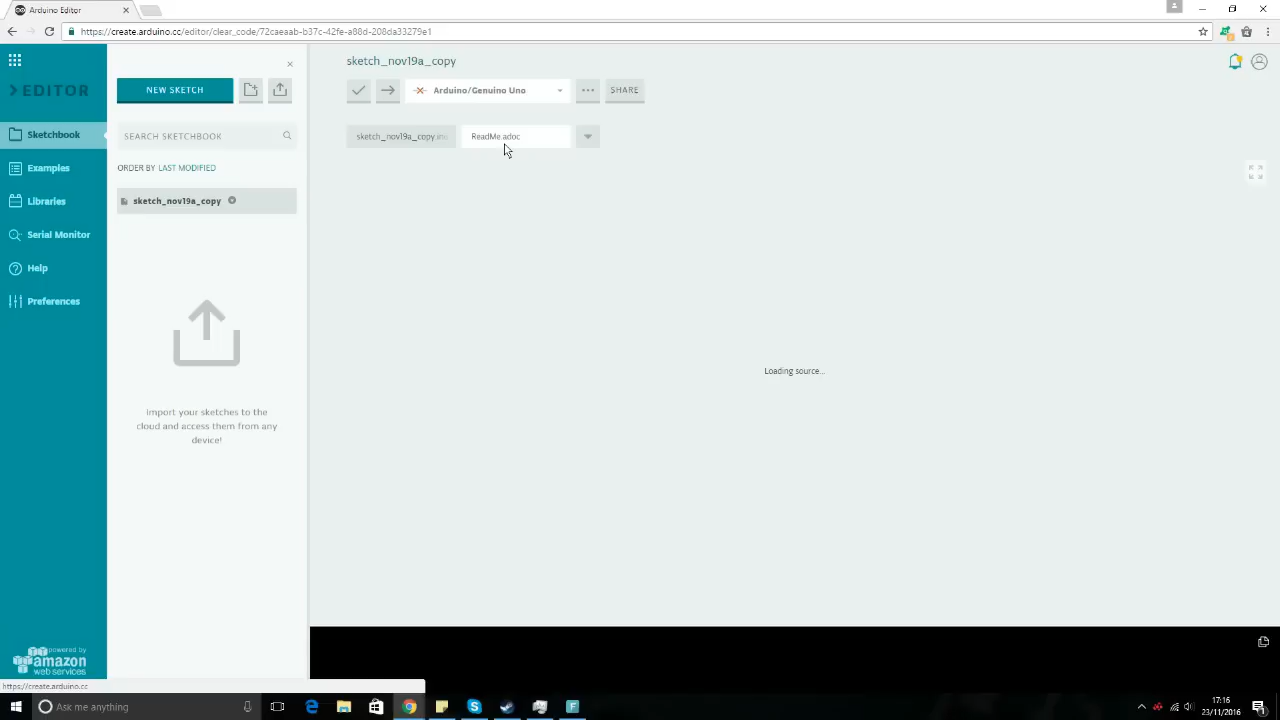 Arduino Editor
https://create.arduino.cc/editor/clear_code/72caeaab-b37c-42fe-a88d-208da33279e1
EDITOR
Sketchbook
Examples
Libraries
Serial Monitor
Help
Preferences
powered by
amazon
web services
NEW SKETCH
SEARCH SKETCHBOOK
ORDER BY LAST MODIFIED
sketch_nov19a_copy
Import your sketches to the
cloud and access them from any
device!
sketch_nov19a_copy
Arduino/Genuino Uno
SHARE
sketch_nov19a_copy.ino
ReadMe.adoc
Loading source...
https://create.arduino.cc
Ask me anything
17:16
23/11/2016